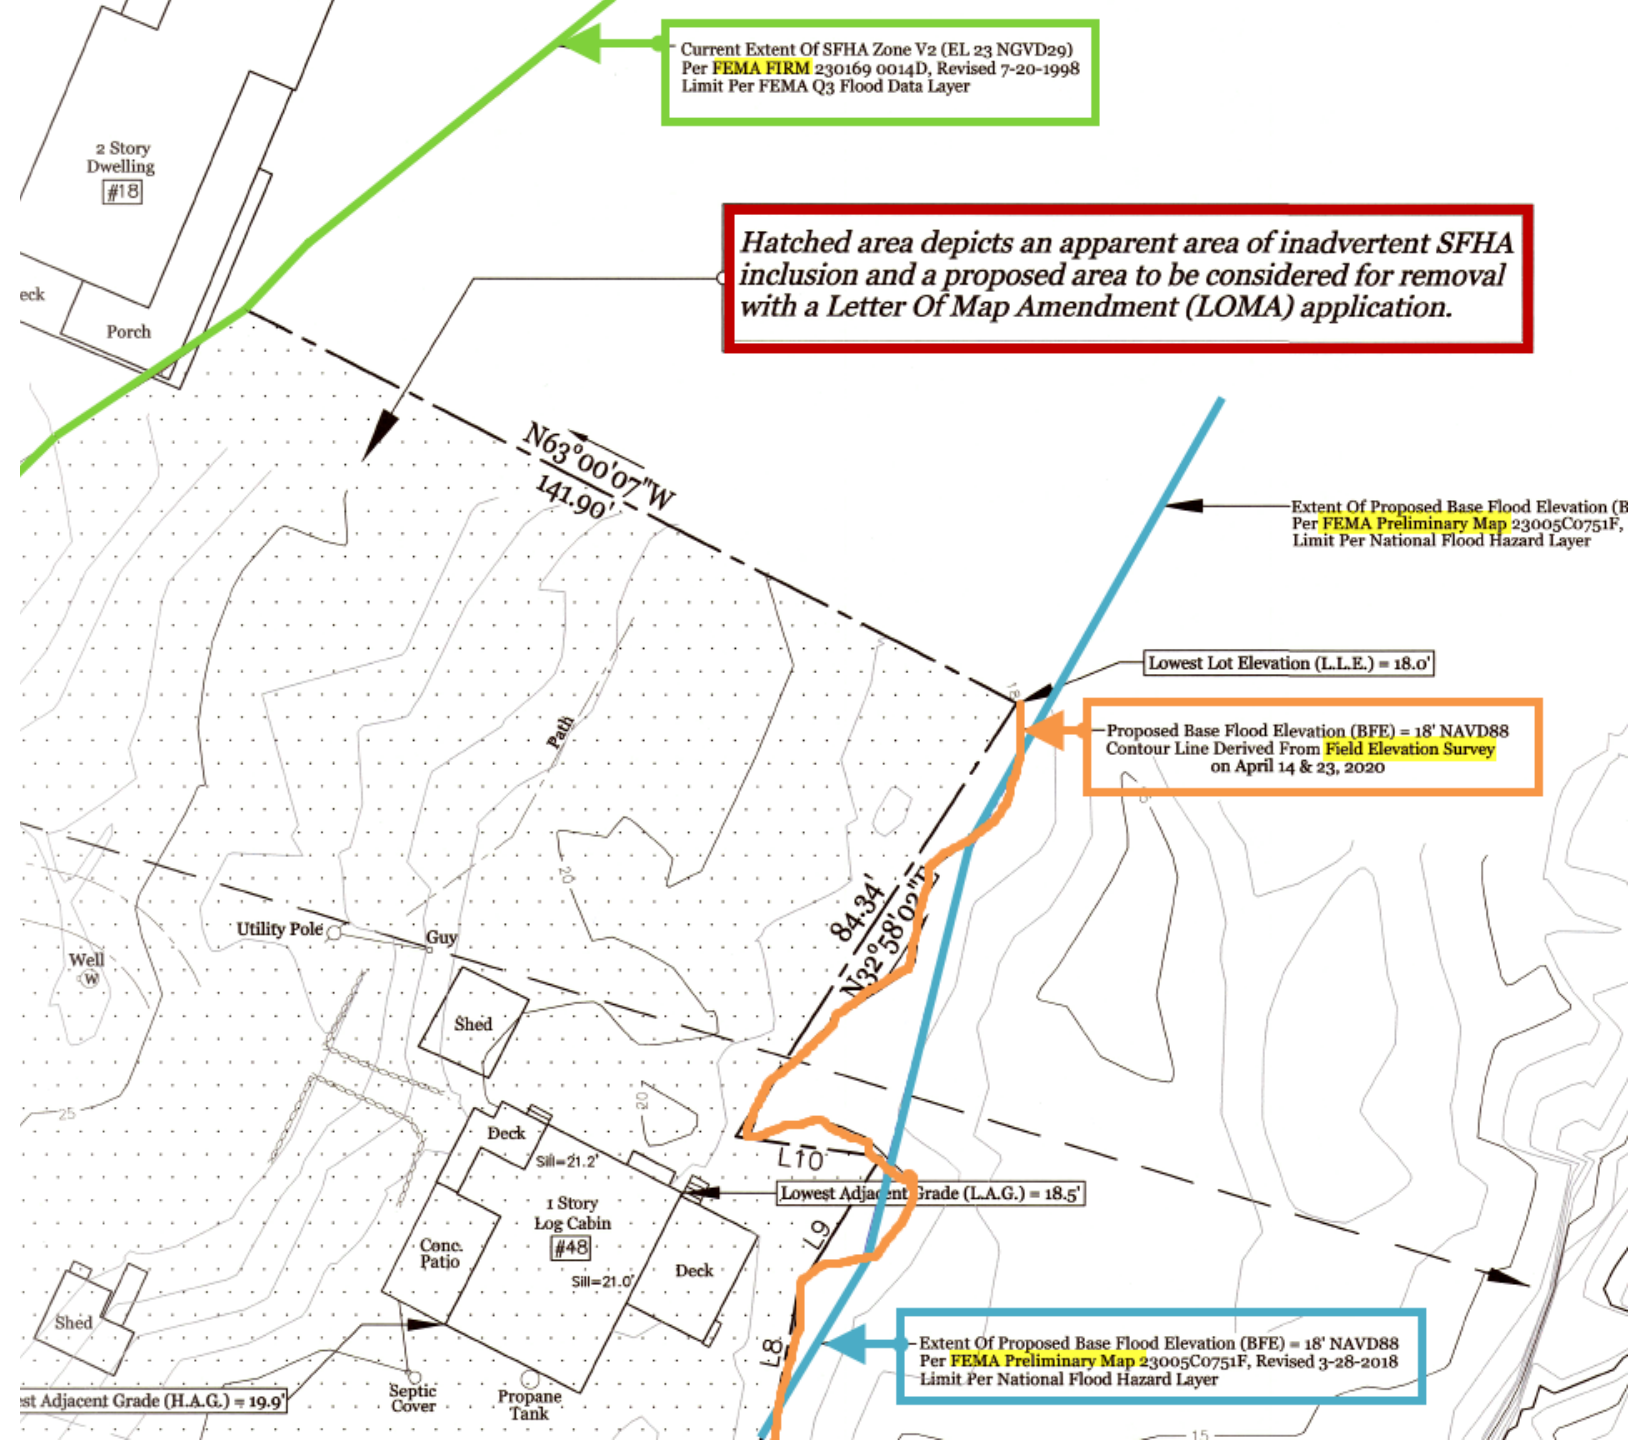 Current Extent Of SFHA Zone V2 (EL 23 NGVD29)
Per FEMA FIRM 230169 0014D, Revised 7-20-1998
Limit Per FEMA Q3 Flood Data Layer
2 Story
Dwelling
#18
Hatched area depicts an apparent area of inadvertent SFHA
inclusion and a proposed area to be considered for removal
with a Letter Of Map Amendment (LOMA) application.
eck
Porch
N63°00'07"W
141.90'
Extent Of Proposed Base Flood Elevation (B
Per FEMA Preliminary Map 23005C0751F,
Limit Per National Flood Hazard Layer
Lowest Lot Elevation (L.L.E.) = 18.0'
18
Path
Proposed Base Flood Elevation (BFE) = 18' NAVD88
Contour Line Derived From Field Elevation Survey
on April 14 & 23, 2020
20
84.34'
N32°58'02"E
Utility Pole
Guy
Well
W
Shed
25
20
Deck
Sill=21.2'
L10
Lowest Adjacent Grade (L.A.G.) = 18.5'
1 Story
Log Cabin
#48
L9
Conc.
Patio
Sill=21.0'
Deck
Shed
L8
Extent Of Proposed Base Flood Elevation (BFE) = 18' NAVD88
Per FEMA Preliminary Map 23005C0751F, Revised 3-28-2018
Limit Per National Flood Hazard Layer
st Adjacent Grade (H.A.G.) = 19.9'
Septic
Cover
Propane
Tank
15